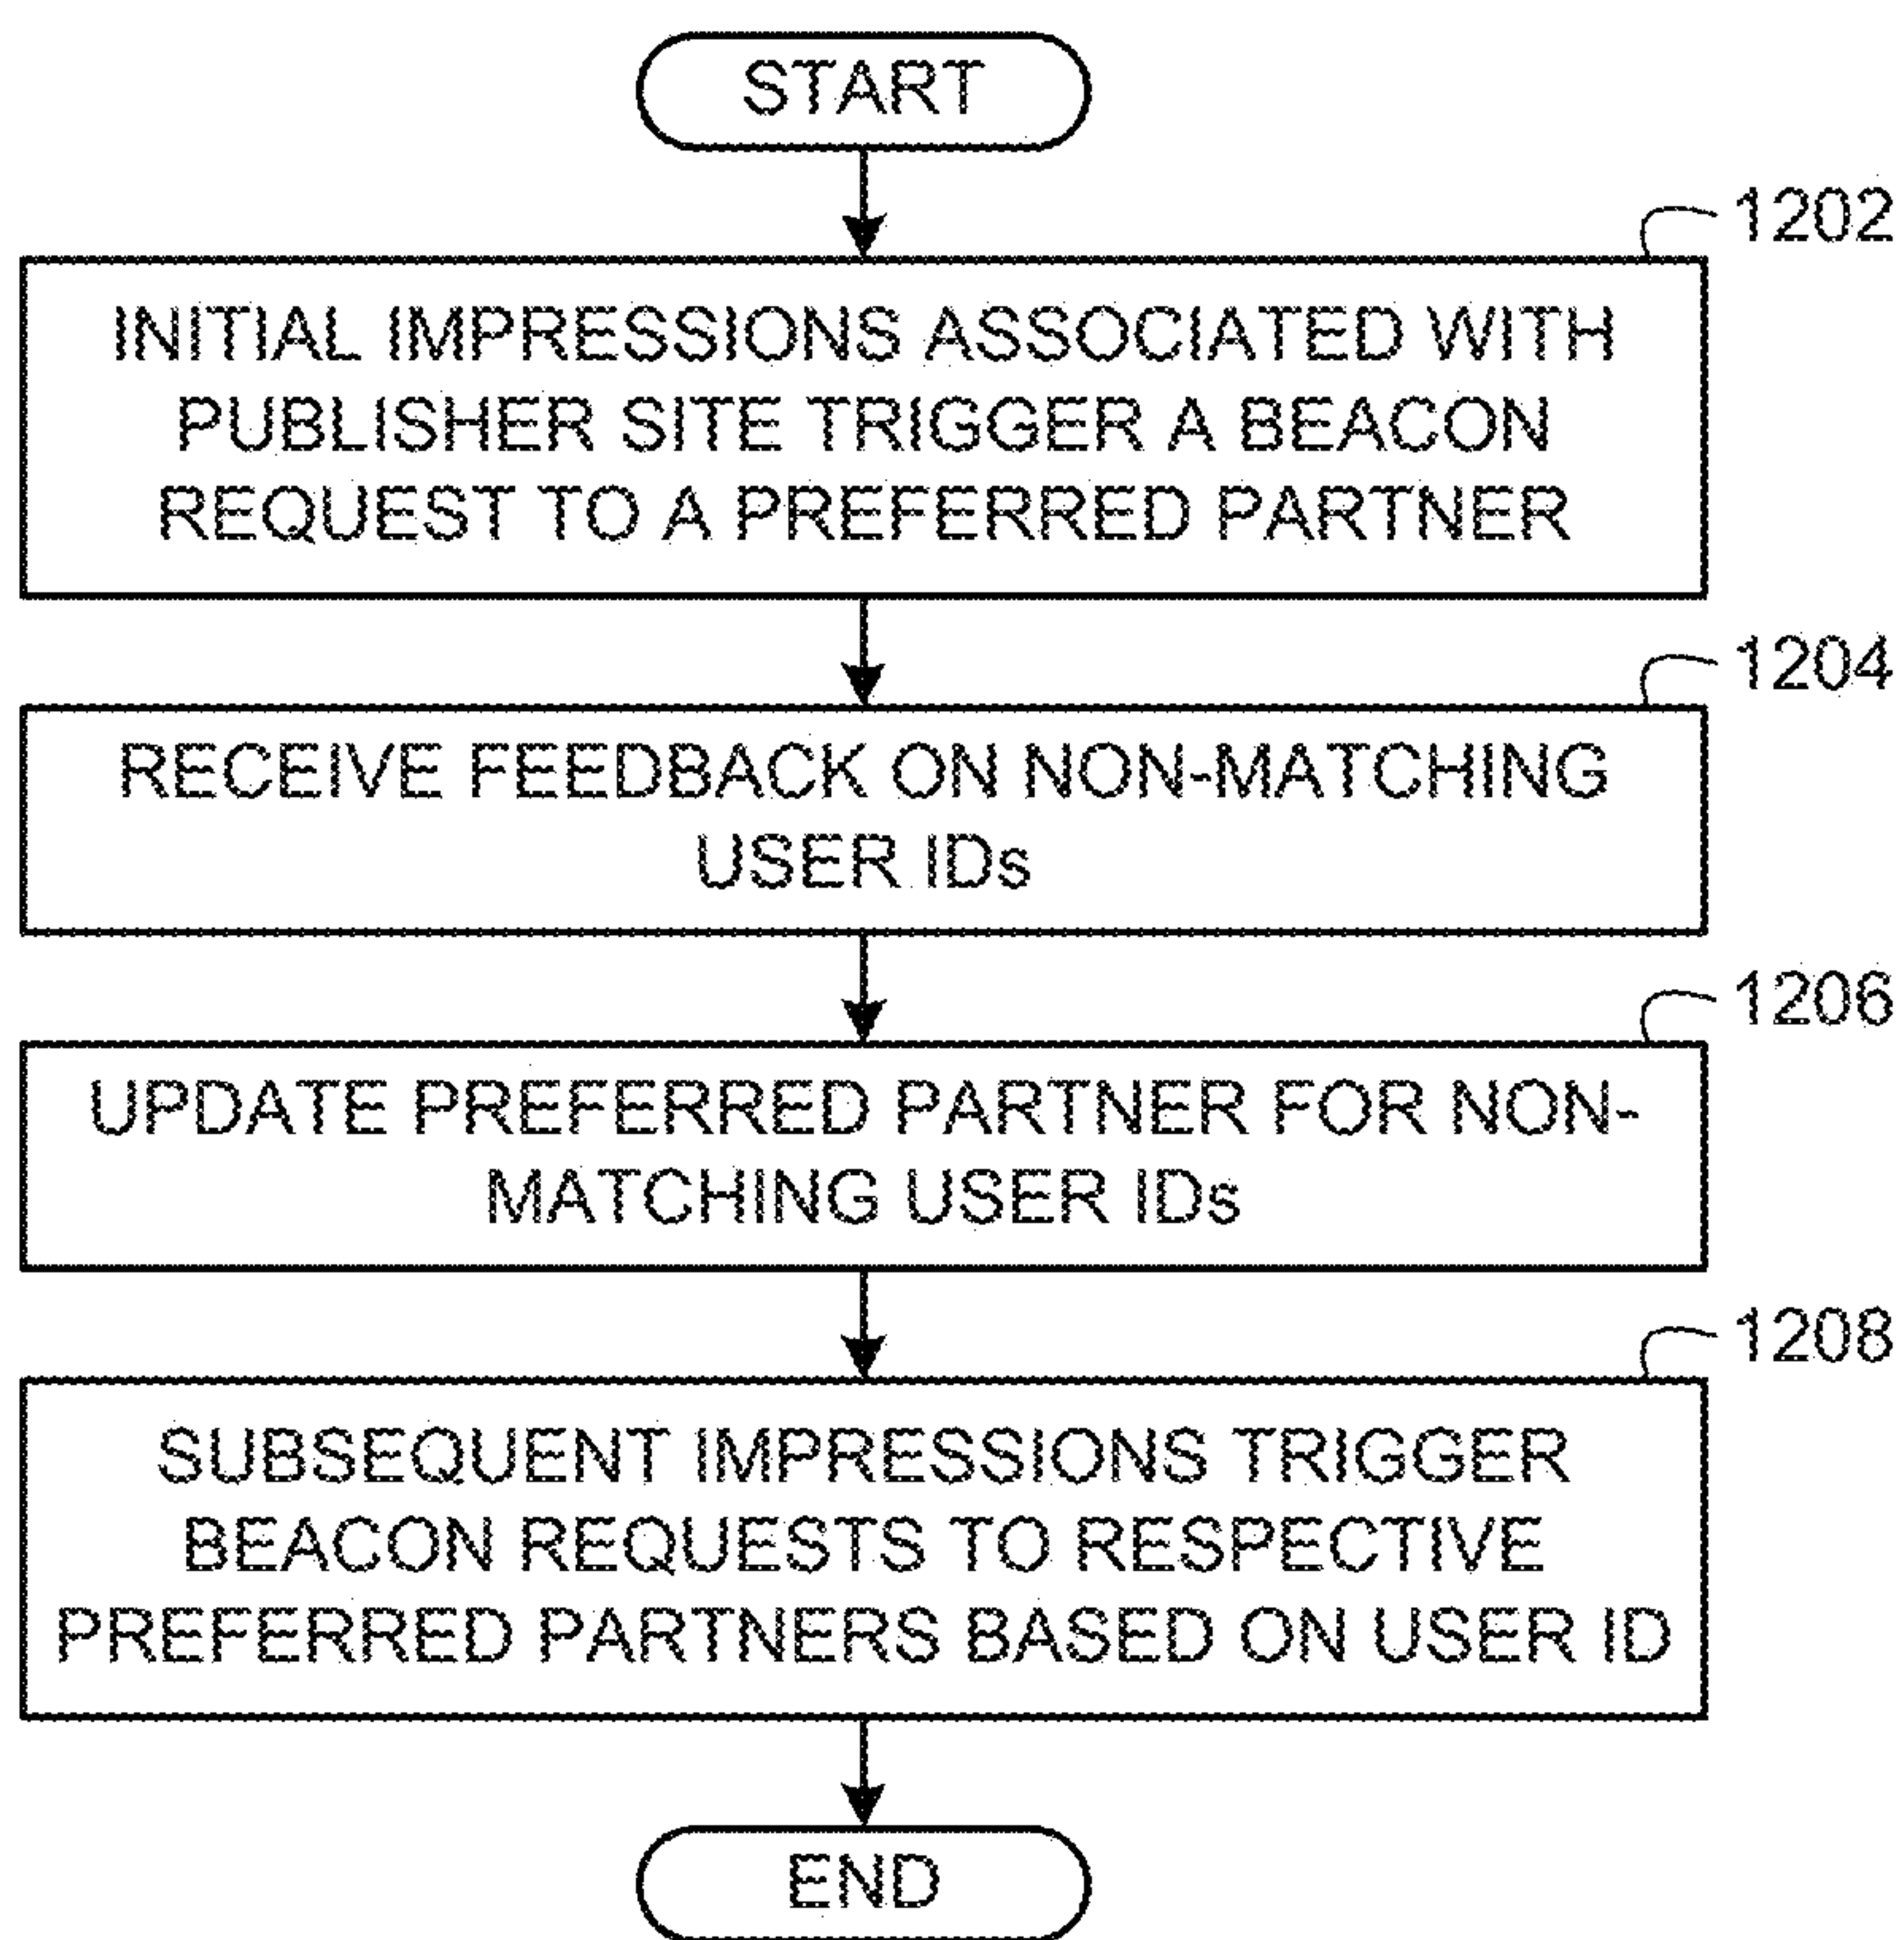 START
1202
INITIAL IMPRESSIONS ASSOCIATED WITH
PUBLISHER SITE TRIGGER A BEACON
REQUEST TO A PREFERRED PARTNER
1204
RECEIVE FEEDBACK ON NON-MATCHING
USER IDs
1206
UPDATE PREFERRED PARTNER FOR NON-
MATCHING USER IDs
1208
SUBSEQUENT IMPRESSIONS TRIGGER
BEACON REQUESTS TO RESPECTIVE
PREFERRED PARTNERS BASED ON USER ID
END